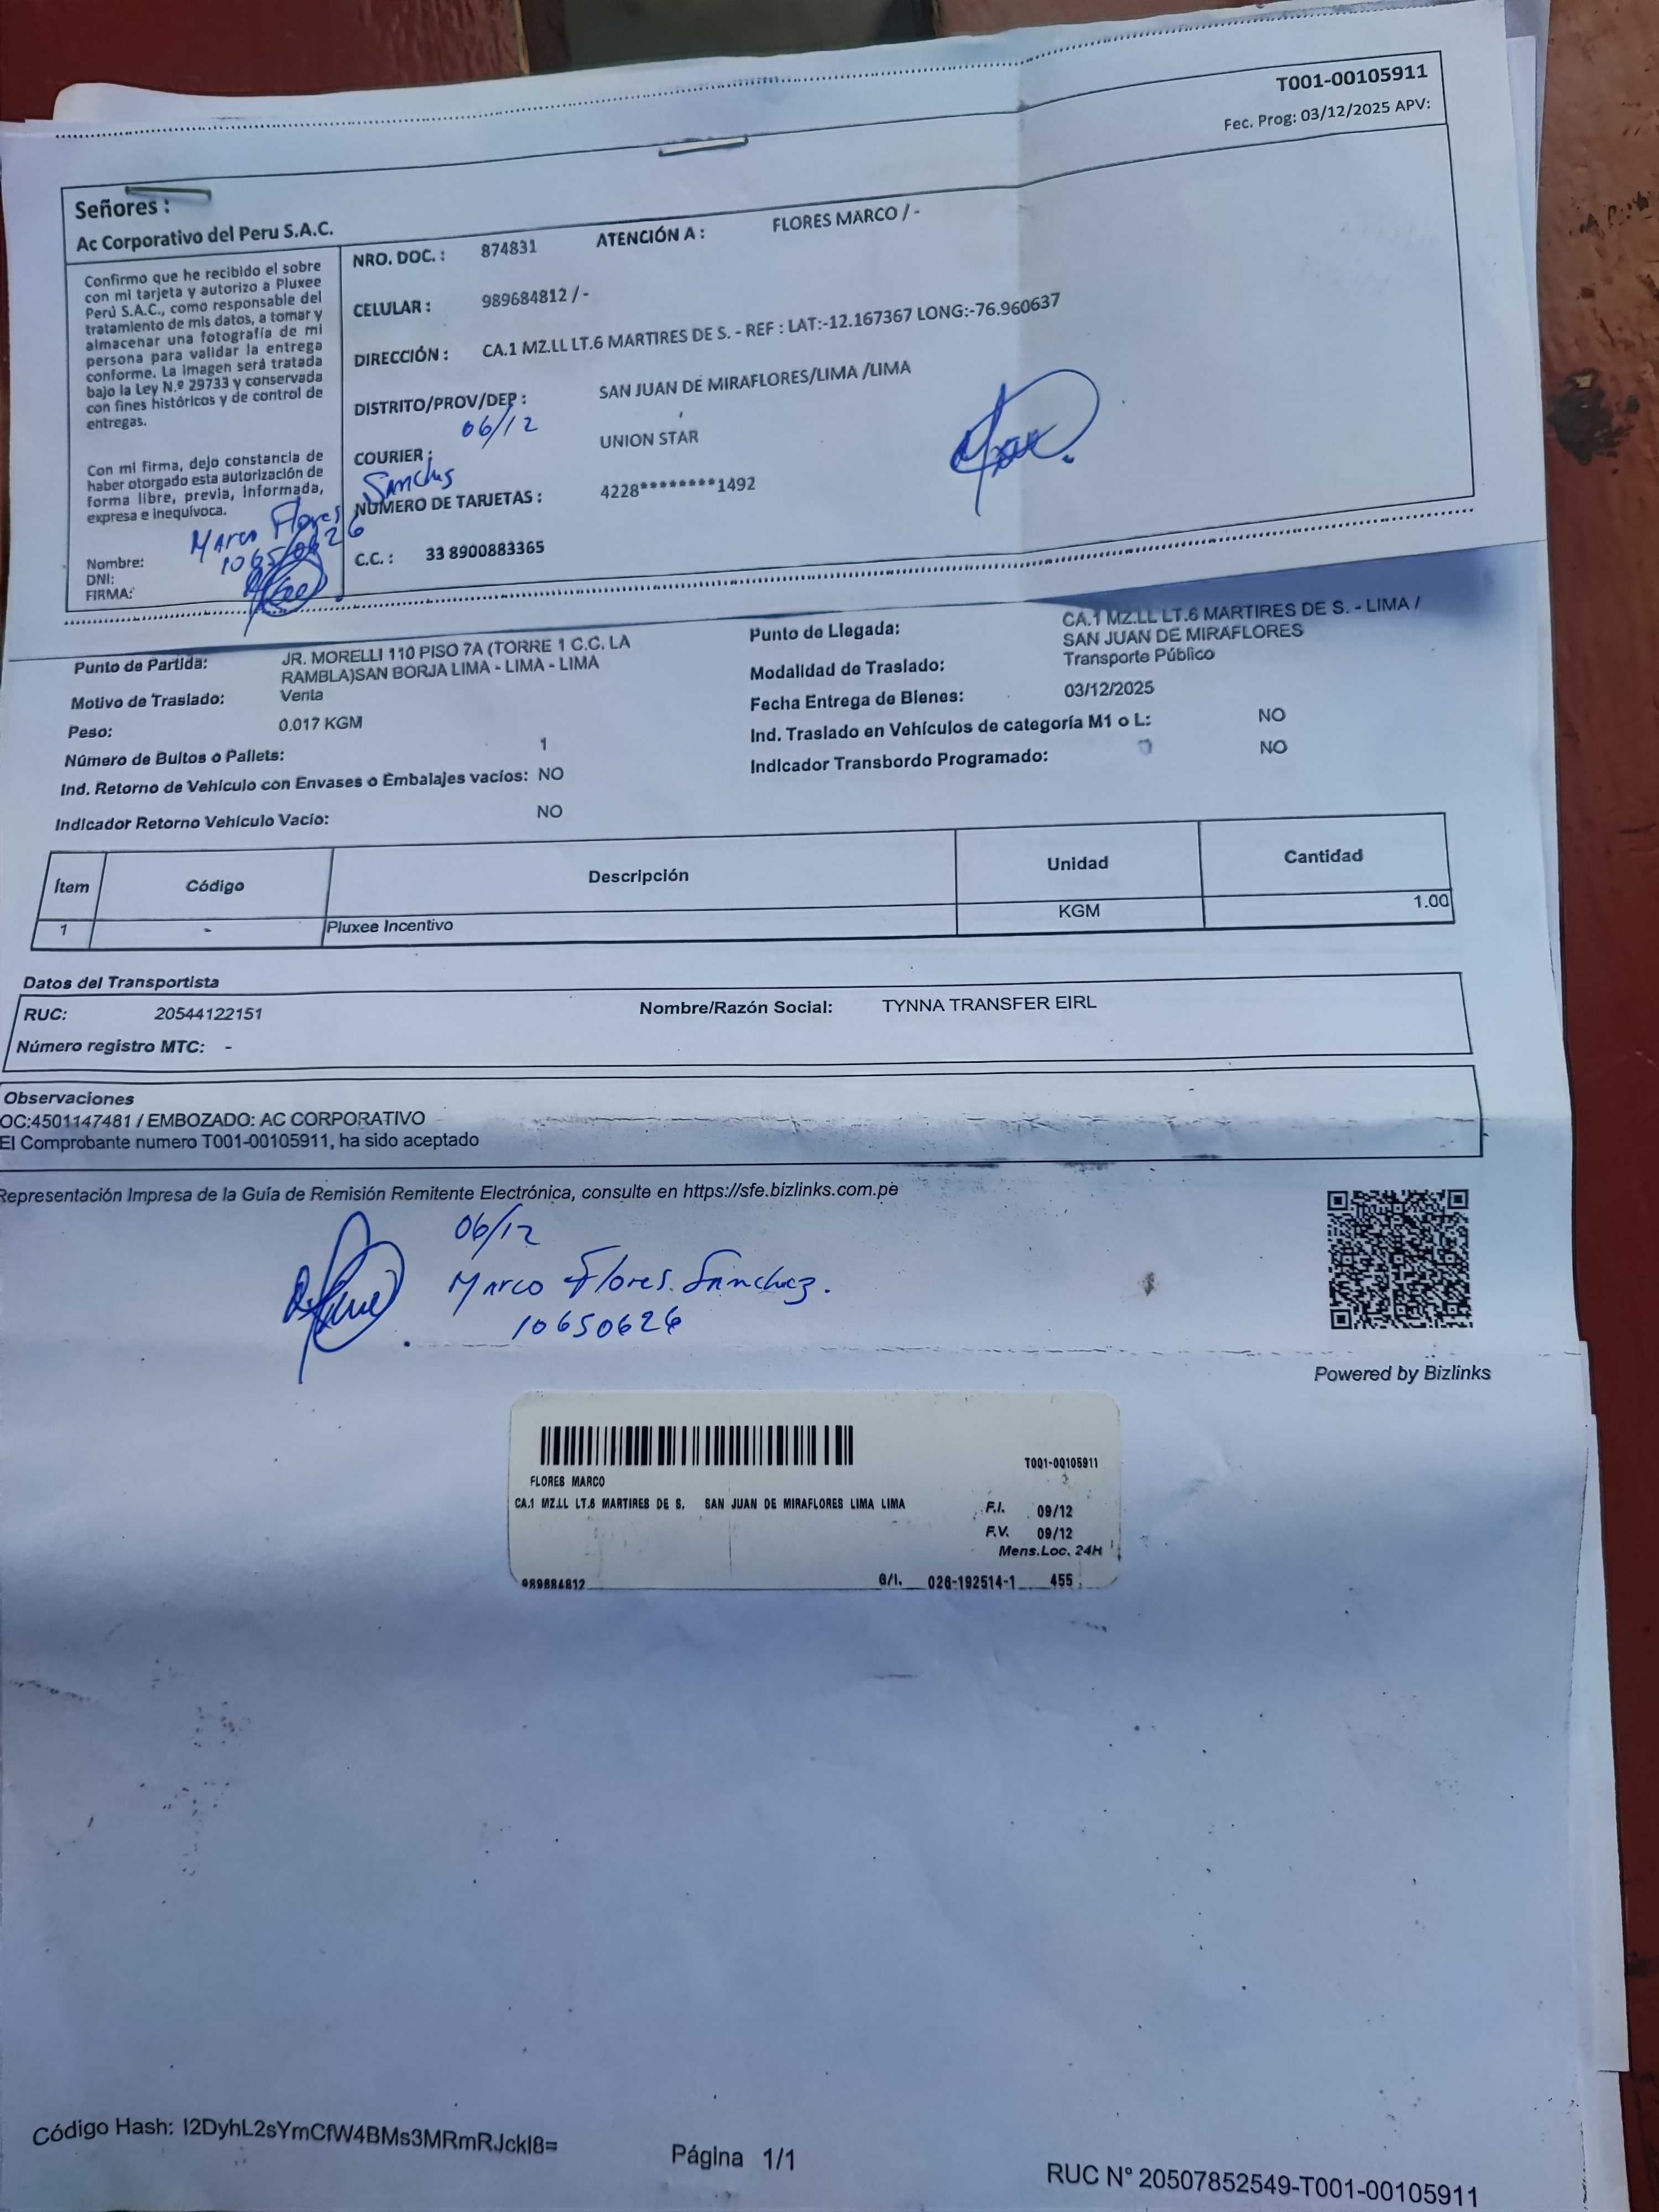 T001-00105911
Fec. Prog: 03/12/2025 APV:
Señores :
Ac Corporativo del Peru S.A.C.
Confirmo que he recibido el sobre
con mi tarjeta y autorizo a Pluxee
Perú S.A.C., como responsable del
tratamiento de mis datos, a tomar y
almacenar una fotografía de mi
persona para validar la entrega
conforme. La imagen será tratada
bajo la Ley N.º 29733 y conservada
con fines históricos y de control de
entregas.
Con mi firma, dejo constancia de
haber otorgado esta autorización de
forma libre, previa, informada,
expresa e inequívoca.
Nombre: Marco Flores Sanches
DNI: 10650626
FIRMA:
NRO. DOC. : 874831 ATENCIÓN A : FLORES MARCO / -
CELULAR : 989684812 / -
DIRECCIÓN : CA.1 MZ.LL LT.6 MARTIRES DE S. - REF : LAT:-12.167367 LONG:-76.960637
DISTRITO/PROV/DEP : SAN JUAN DE MIRAFLORES/LIMA /LIMA
06/12
COURIER : UNION STAR
NÚMERO DE TARJETAS : 4228********1492
C.C. : 33 8900883365
Punto de Partida: JR. MORELLI 110 PISO 7A (TORRE 1 C.C. LA
RAMBLA)SAN BORJA LIMA - LIMA - LIMA
Motivo de Traslado: Venta
Peso: 0.017 KGM
Número de Bultos o Pallets: 1
Ind. Retorno de Vehículo con Envases o Embalajes vacíos: NO
Indicador Retorno Vehículo Vacío: NO
Punto de Llegada: CA.1 MZ.LL LT.6 MARTIRES DE S. - LIMA /
SAN JUAN DE MIRAFLORES
Modalidad de Traslado: Transporte Público
Fecha Entrega de Bienes: 03/12/2025
Ind. Traslado en Vehículos de categoría M1 o L: NO
Indicador Transbordo Programado: NO
Ítem Código Descripción Unidad Cantidad
1 - Pluxee Incentivo KGM 1.00
Datos del Transportista
RUC: 20544122151 Nombre/Razón Social: TYNNA TRANSFER EIRL
Número registro MTC: -
Observaciones
OC:4501147481 / EMBOZADO: AC CORPORATIVO
El Comprobante numero T001-00105911, ha sido aceptado
Representación Impresa de la Guía de Remisión Remitente Electrónica, consulte en https://sfe.bizlinks.com.pe
06/12
Marco Flores Sanchez.
10650626
Powered by Bizlinks
T001-00105911
FLORES MARCO
CA.1 MZ.LL LT.6 MARTIRES DE S. SAN JUAN DE MIRAFLORES LIMA LIMA
F.I. 09/12
F.V. 09/12
Mens.Loc. 24H
989684812 G/I. 026-192514-1 455
Código Hash: I2DyhL2sYmCfW4BMs3MRmRJckI8=
Página 1/1
RUC N° 20507852549-T001-00105911